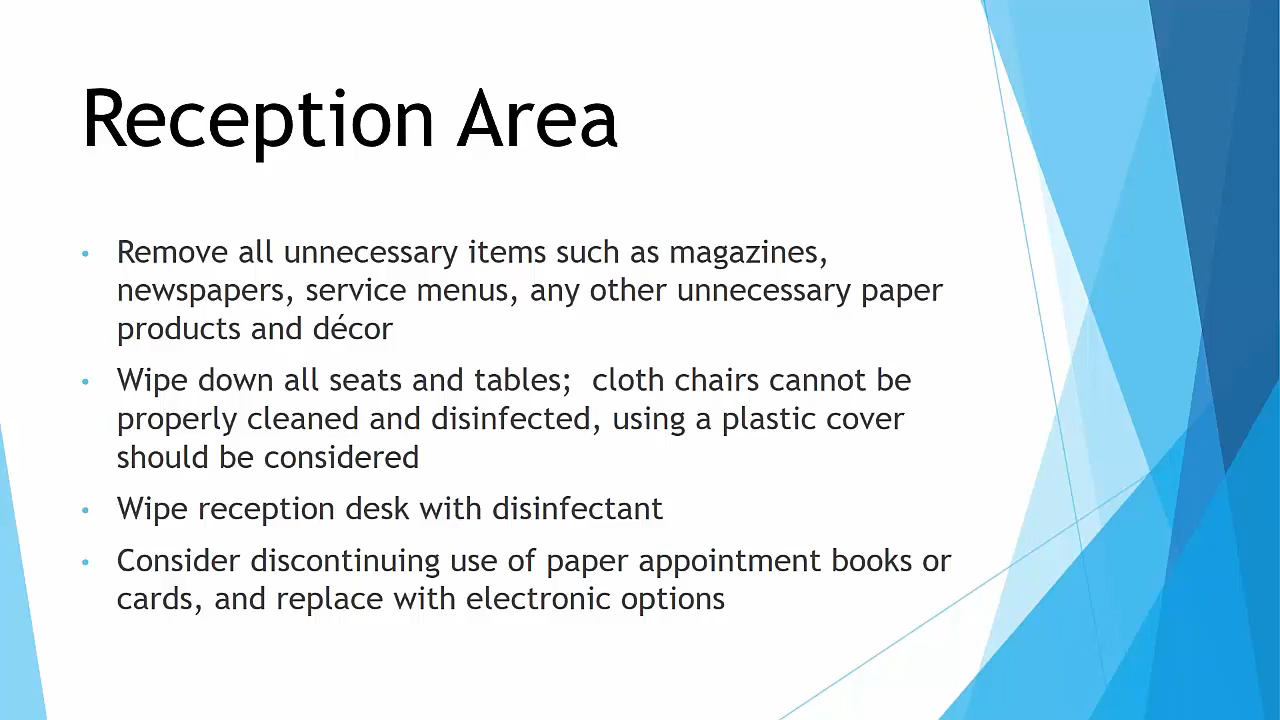 Reception Area
• Remove all unnecessary items such as magazines,
newspapers, service menus, any other unnecessary paper
products and décor
• Wipe down all seats and tables;  cloth chairs cannot be
properly cleaned and disinfected, using a plastic cover
should be considered
• Wipe reception desk with disinfectant
• Consider discontinuing use of paper appointment books or
cards, and replace with electronic options